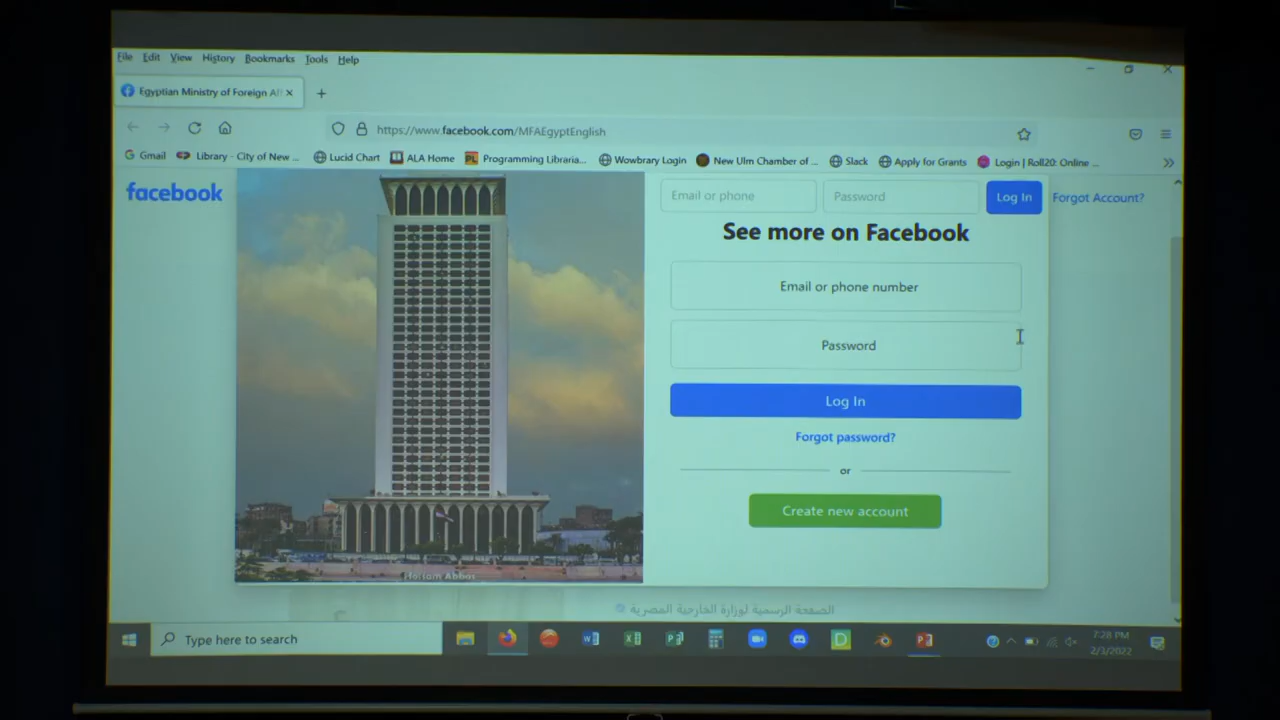 File Edit View History Bookmarks Tools Help
Egyptian Ministry of Foreign Af
https://www.facebook.com/MFAEgyptEnglish
Gmail Library - City of New ... Lucid Chart ALA Home Programming Libraria... Wowbrary Login New Ulm Chamber of ... Slack Apply for Grants Login | Roll20: Online ...
facebook Email or phone Password Log In Forgot Account?
See more on Facebook
Email or phone number
Password
Log In
Forgot password?
or
Create new account
Hossam Abbas
الصفحة الرسمية لوزارة الخارجية المصرية
Type here to search
7:28 PM
2/3/2022